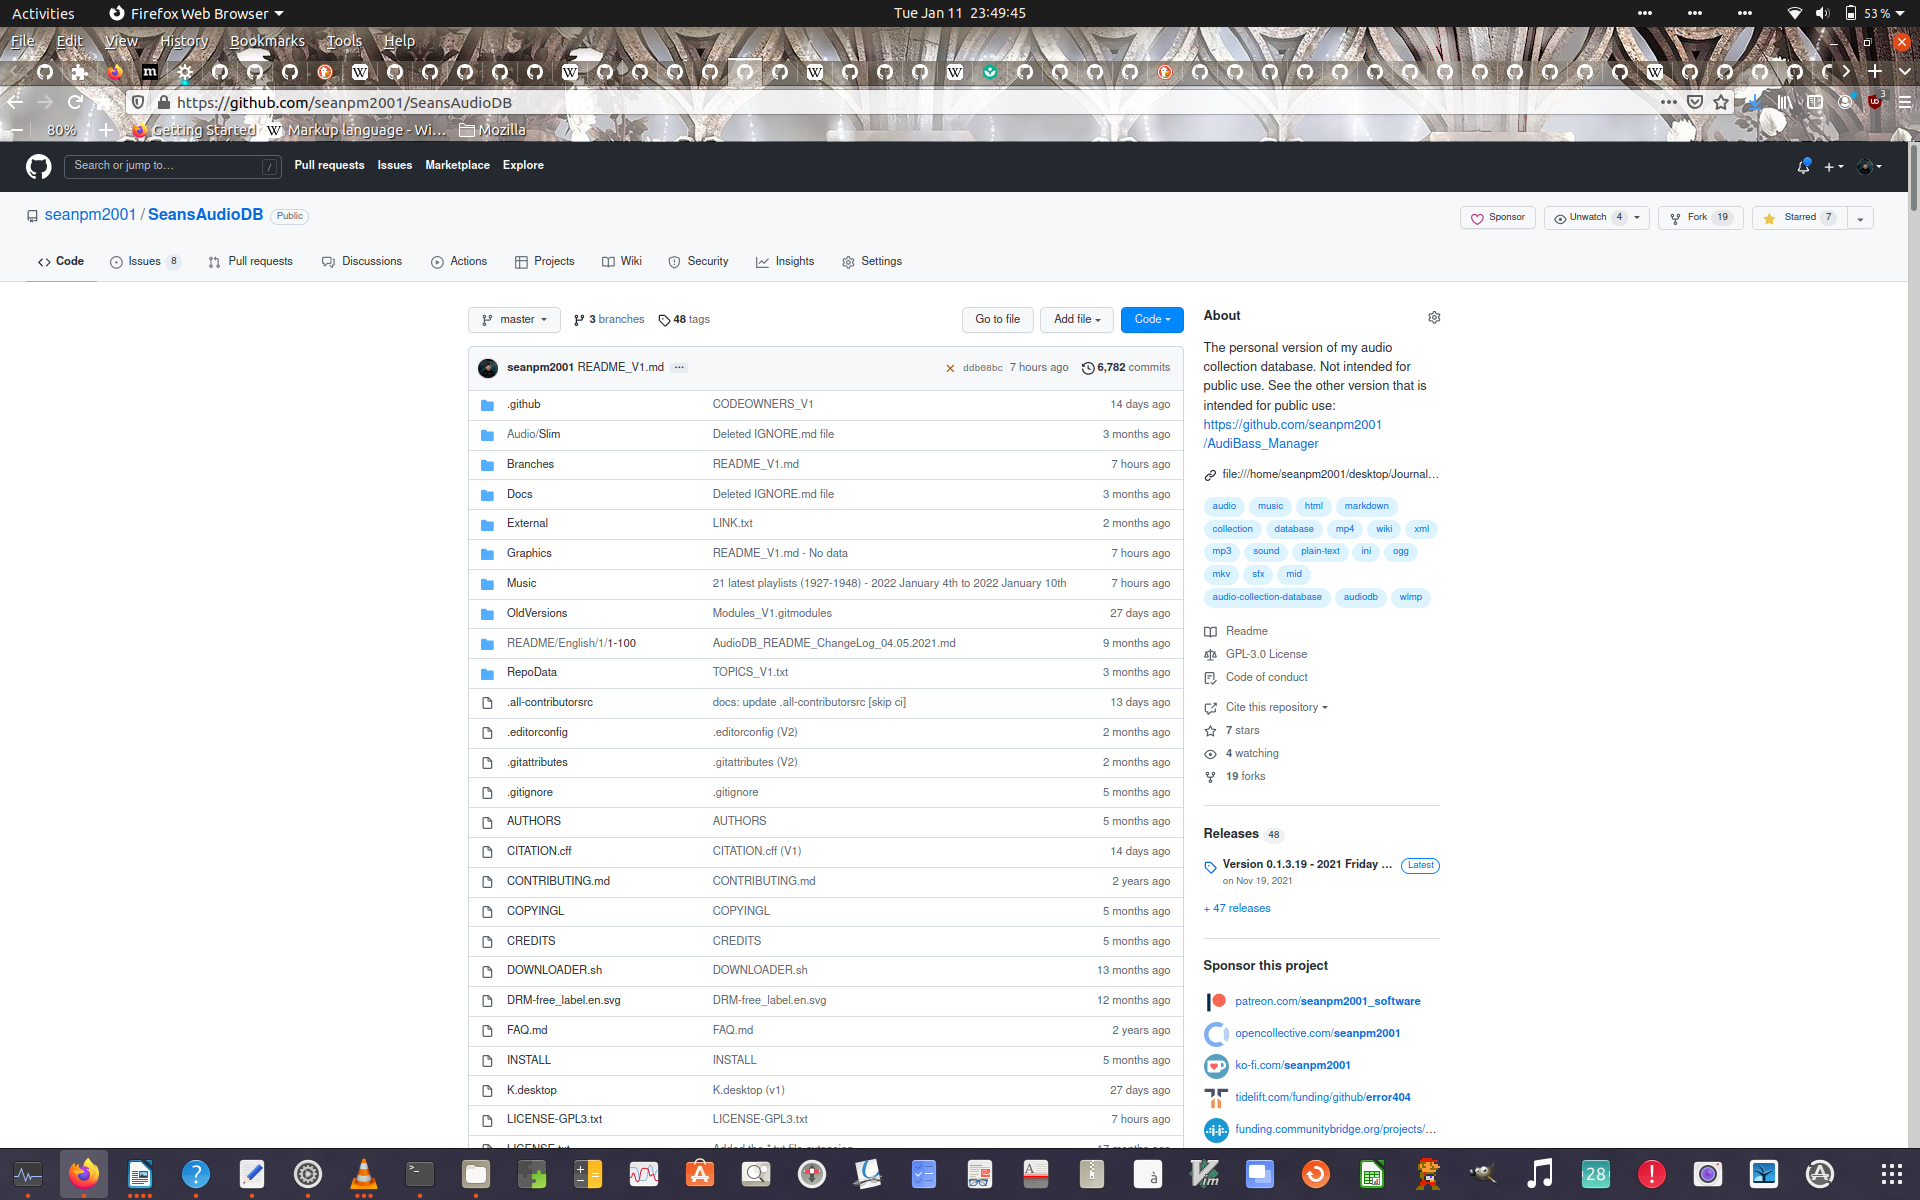 Activities Firefox Web Browser Tue Jan 11 23:49:45 53 %
File Edit View History Bookmarks Tools Help
https://github.com/seanpm2001/SeansAudioDB 3
80% Getting Started Markup language - Wi… Mozilla
Search or jump to… / Pull requests Issues Marketplace Explore
seanpm2001 / SeansAudioDB Public Sponsor Unwatch 4 Fork 19 Starred 7
Code Issues 8 Pull requests Discussions Actions Projects Wiki Security Insights Settings
master 3 branches 48 tags Go to file Add file Code
seanpm2001 README_V1.md ddb08bc 7 hours ago 6,782 commits
.github CODEOWNERS_V1 14 days ago
Audio/Slim Deleted IGNORE.md file 3 months ago
Branches README_V1.md 7 hours ago
Docs Deleted IGNORE.md file 3 months ago
External LINK.txt 2 months ago
Graphics README_V1.md - No data 7 hours ago
Music 21 latest playlists (1927-1948) - 2022 January 4th to 2022 January 10th 7 hours ago
OldVersions Modules_V1.gitmodules 27 days ago
README/English/1/1-100 AudioDB_README_ChangeLog_04.05.2021.md 9 months ago
RepoData TOPICS_V1.txt 3 months ago
.all-contributorsrc docs: update .all-contributorsrc [skip ci] 13 days ago
.editorconfig .editorconfig (V2) 2 months ago
.gitattributes .gitattributes (V2) 2 months ago
.gitignore .gitignore 5 months ago
AUTHORS AUTHORS 5 months ago
CITATION.cff CITATION.cff (V1) 14 days ago
CONTRIBUTING.md CONTRIBUTING.md 2 years ago
COPYINGL COPYINGL 5 months ago
CREDITS CREDITS 5 months ago
DOWNLOADER.sh DOWNLOADER.sh 13 months ago
DRM-free_label.en.svg DRM-free_label.en.svg 12 months ago
FAQ.md FAQ.md 2 years ago
INSTALL INSTALL 5 months ago
K.desktop K.desktop (v1) 27 days ago
LICENSE-GPL3.txt LICENSE-GPL3.txt 7 hours ago
LICENSE.txt Added the *.txt file extension 17 months ago
About
The personal version of my audio
collection database. Not intended for
public use. See the other version that is
intended for public use:
https://github.com/seanpm2001
/AudiBass_Manager
file:///home/seanpm2001/desktop/Journal…
audio music html markdown
collection database mp4 wiki xml
mp3 sound plain-text ini ogg
mkv sfx mid
audio-collection-database audiodb wlmp
Readme
GPL-3.0 License
Code of conduct
Cite this repository
7 stars
4 watching
19 forks
Releases 48
Version 0.1.3.19 - 2021 Friday … Latest
on Nov 19, 2021
+ 47 releases
Sponsor this project
patreon.com/seanpm2001_software
opencollective.com/seanpm2001
ko-fi.com/seanpm2001
tidelift.com/funding/github/error404
funding.communitybridge.org/projects/…
28